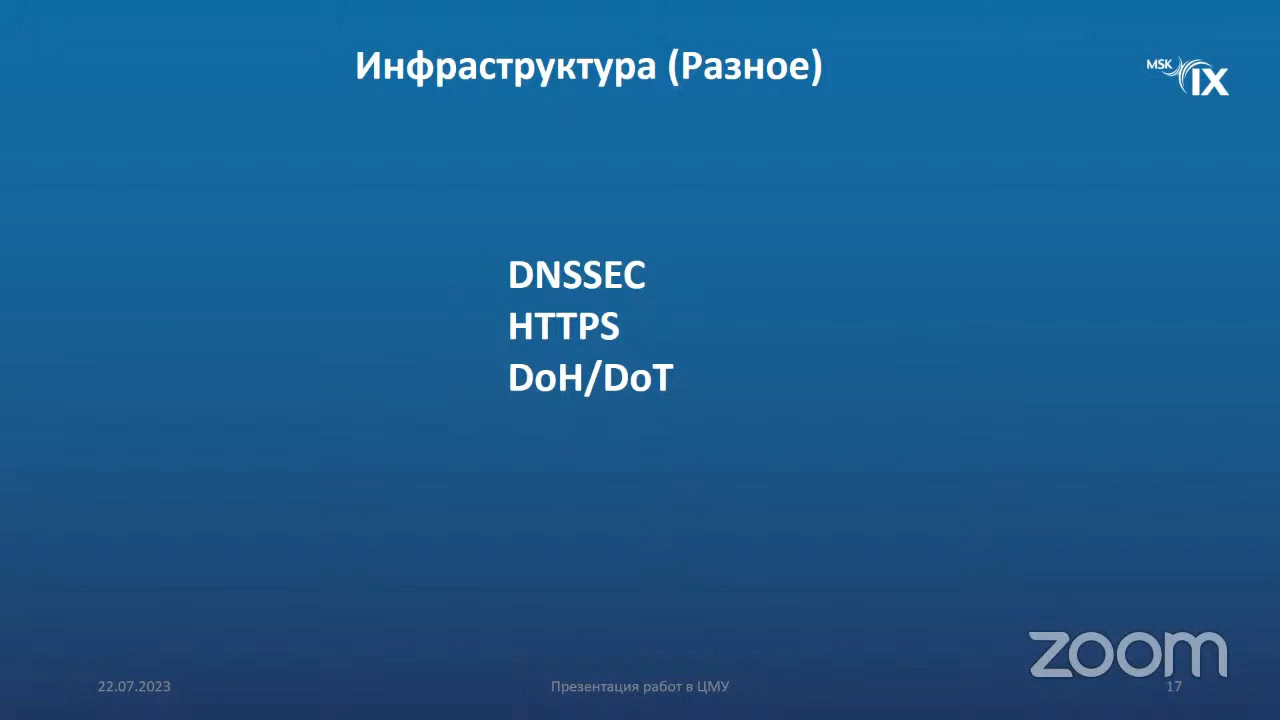 Инфраструктура (Разное)
MSK
IX
DNSSEC
HTTPS
DoH/DoT
zoom
22.07.2023
Презентация работ в ЦМУ
17